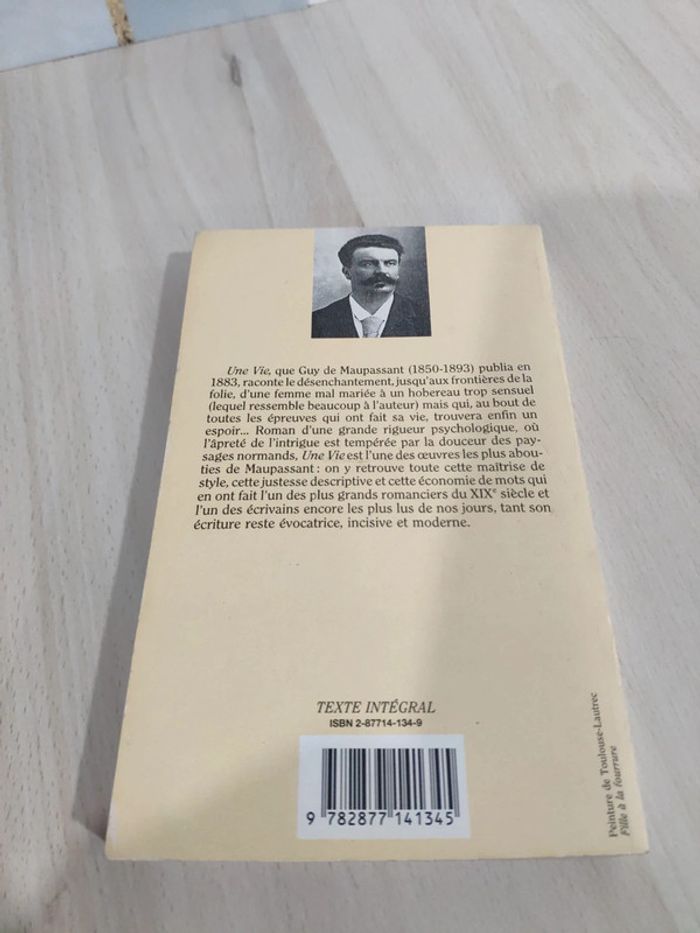 Une Vie, que Guy de Maupassant (1850-1893) publia en
1883, raconte le désenchantement, jusqu'aux frontières de la
folie, d'une femme mal mariée à un hobereau trop sensuel
(lequel ressemble beaucoup à l'auteur) mais qui, au bout de
toutes les épreuves qui ont fait sa vie, trouvera enfin un
espoir... Roman d'une grande rigueur psychologique, où
l'âpreté de l'intrigue est tempérée par la douceur des pay-
sages normands, Une Vie est l'une des œuvres les plus abou-
ties de Maupassant : on y retrouve toute cette maîtrise de
style, cette justesse descriptive et cette économie de mots qui
en ont fait l'un des plus grands romanciers du XIXe siècle et
l'un des écrivains encore les plus lus de nos jours, tant son
écriture reste évocatrice, incisive et moderne.
TEXTE INTÉGRAL
ISBN 2-87714-134-9
9 782877 141345
Peinture de Toulouse-Lautrec
Fille à la fourrure